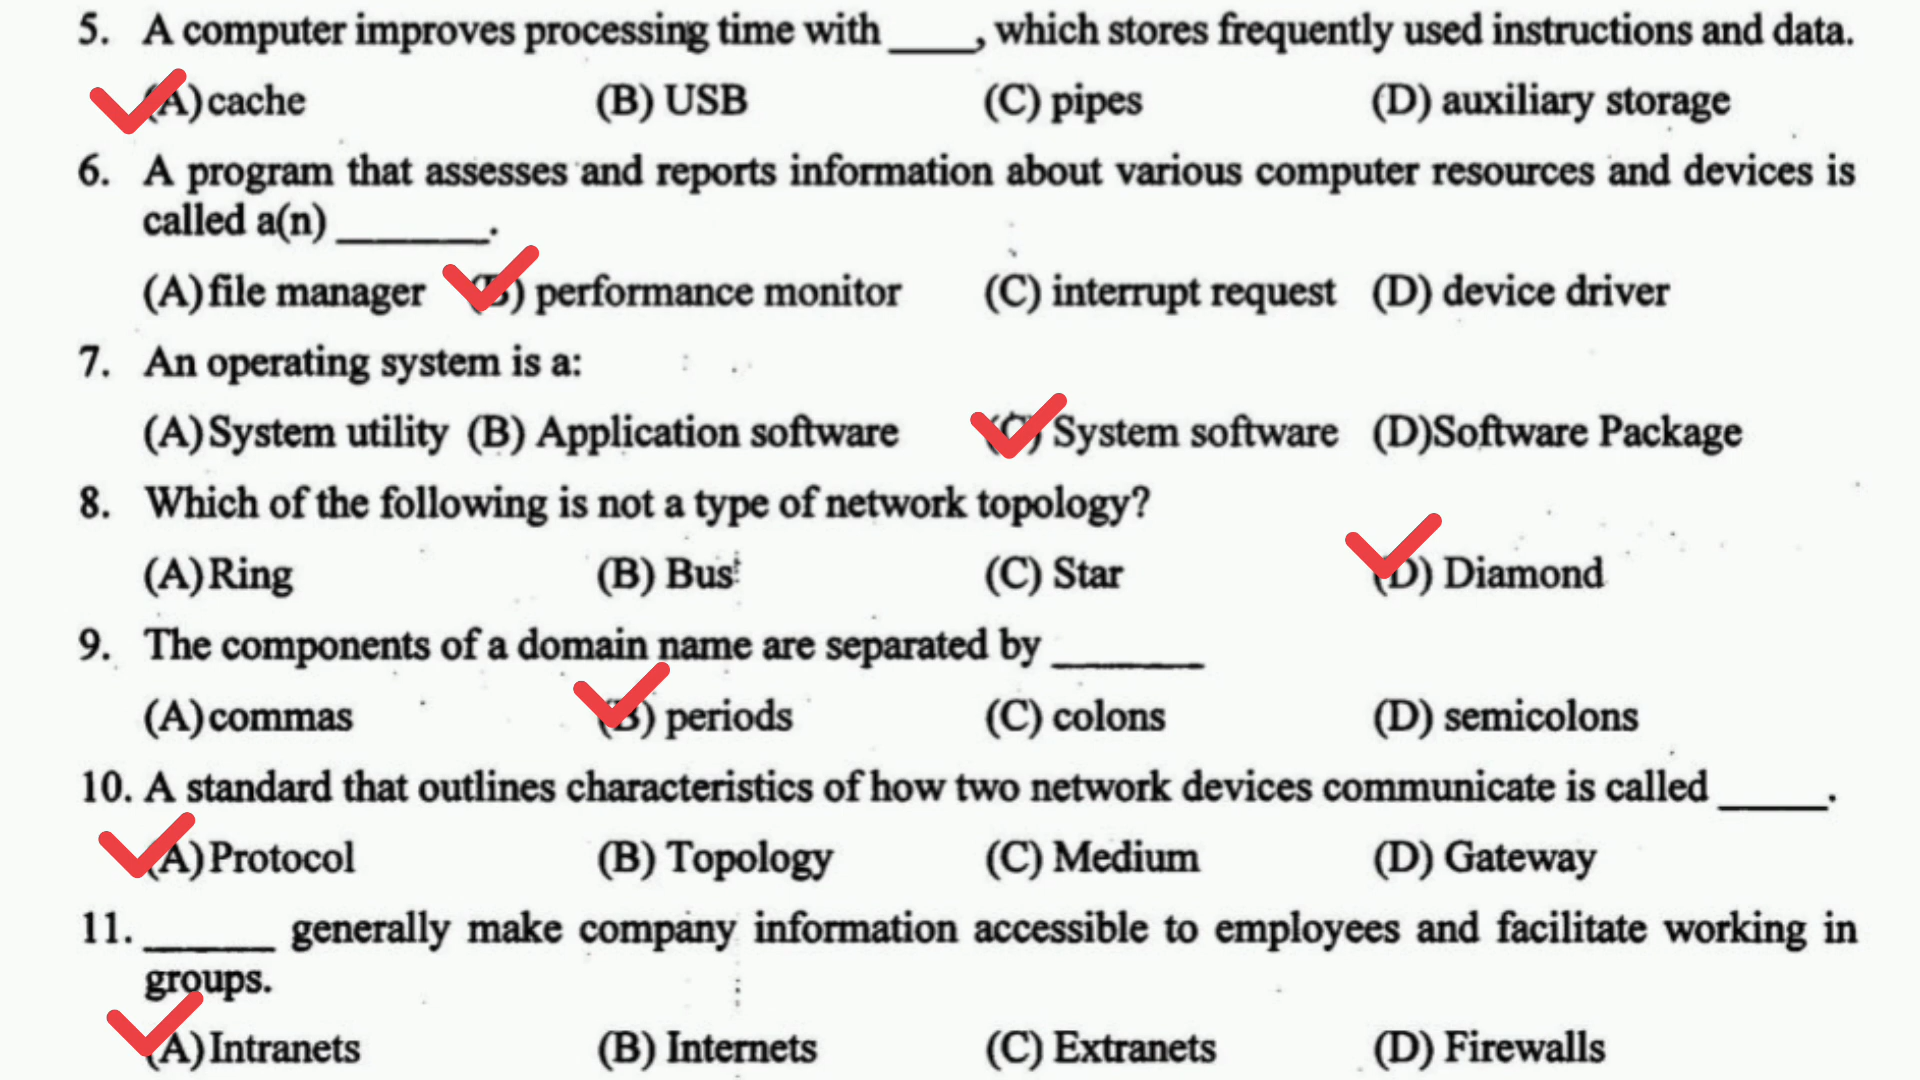 5. A computer improves processing time with ____, which stores frequently used instructions and data.
(A) cache (B) USB (C) pipes (D) auxiliary storage
6. A program that assesses and reports information about various computer resources and devices is
called a(n) _______.
(A) file manager (B) performance monitor (C) interrupt request (D) device driver
7. An operating system is a:
(A) System utility (B) Application software (C) System software (D)Software Package
8. Which of the following is not a type of network topology?
(A) Ring (B) Bus (C) Star (D) Diamond
9. The components of a domain name are separated by _______
(A) commas (B) periods (C) colons (D) semicolons
10. A standard that outlines characteristics of how two network devices communicate is called _____.
(A) Protocol (B) Topology (C) Medium (D) Gateway
11. ______ generally make company information accessible to employees and facilitate working in
groups.
(A) Intranets (B) Internets (C) Extranets (D) Firewalls